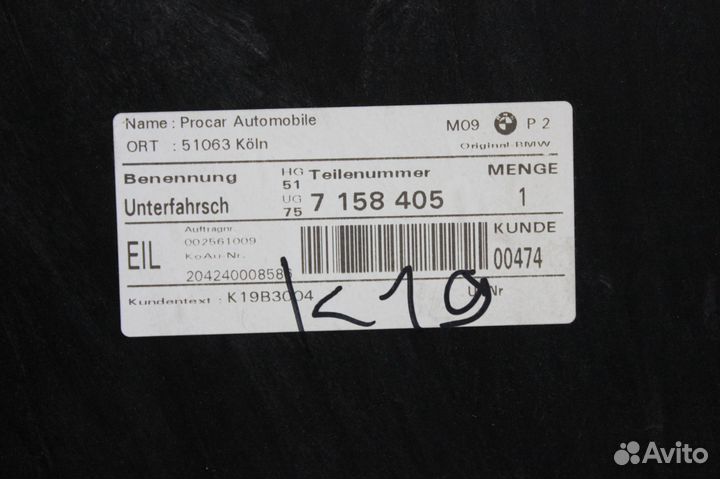 Name : Procar Automobile M09 P 2
ORT : 51063 Köln Original-BMW
Benennung HG 51 Teilenummer MENGE
Unterfahrsch UG 75 7 158 405 1
Auftragnr. KUNDE
EIL 002561009 00474
KoAu-Nr.
204240008586
Kundentext : K19B3004
K19
Avito